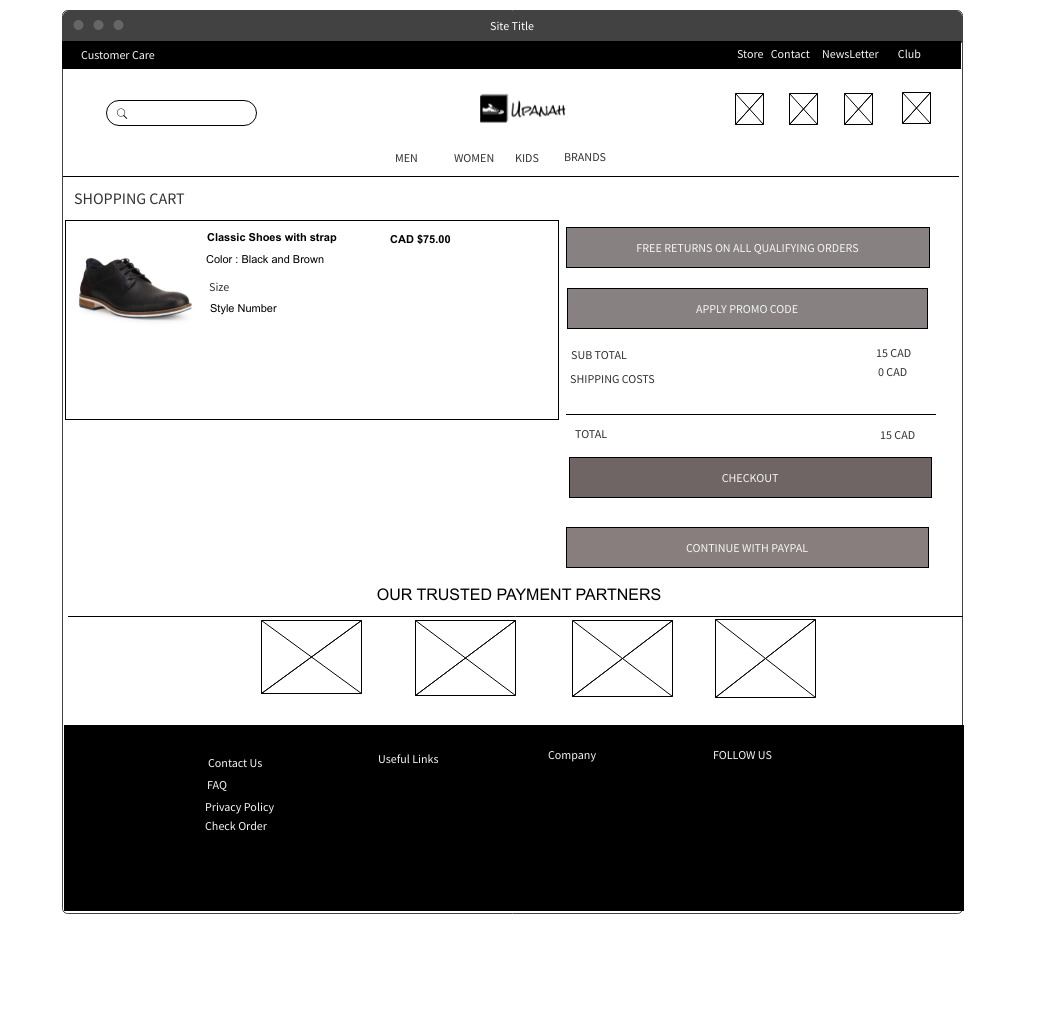 Site Title
Customer Care
Store Contact NewsLetter Club
UPANAH
MEN WOMEN KIDS BRANDS
SHOPPING CART
Classic Shoes with strap
CAD $75.00
Color : Black and Brown
Size
Style Number
FREE RETURNS ON ALL QUALIFYING ORDERS
APPLY PROMO CODE
SUB TOTAL 15 CAD
SHIPPING COSTS 0 CAD
TOTAL 15 CAD
CHECKOUT
CONTINUE WITH PAYPAL
OUR TRUSTED PAYMENT PARTNERS
Contact Us
FAQ
Privacy Policy
Check Order
Useful Links
Company
FOLLOW US